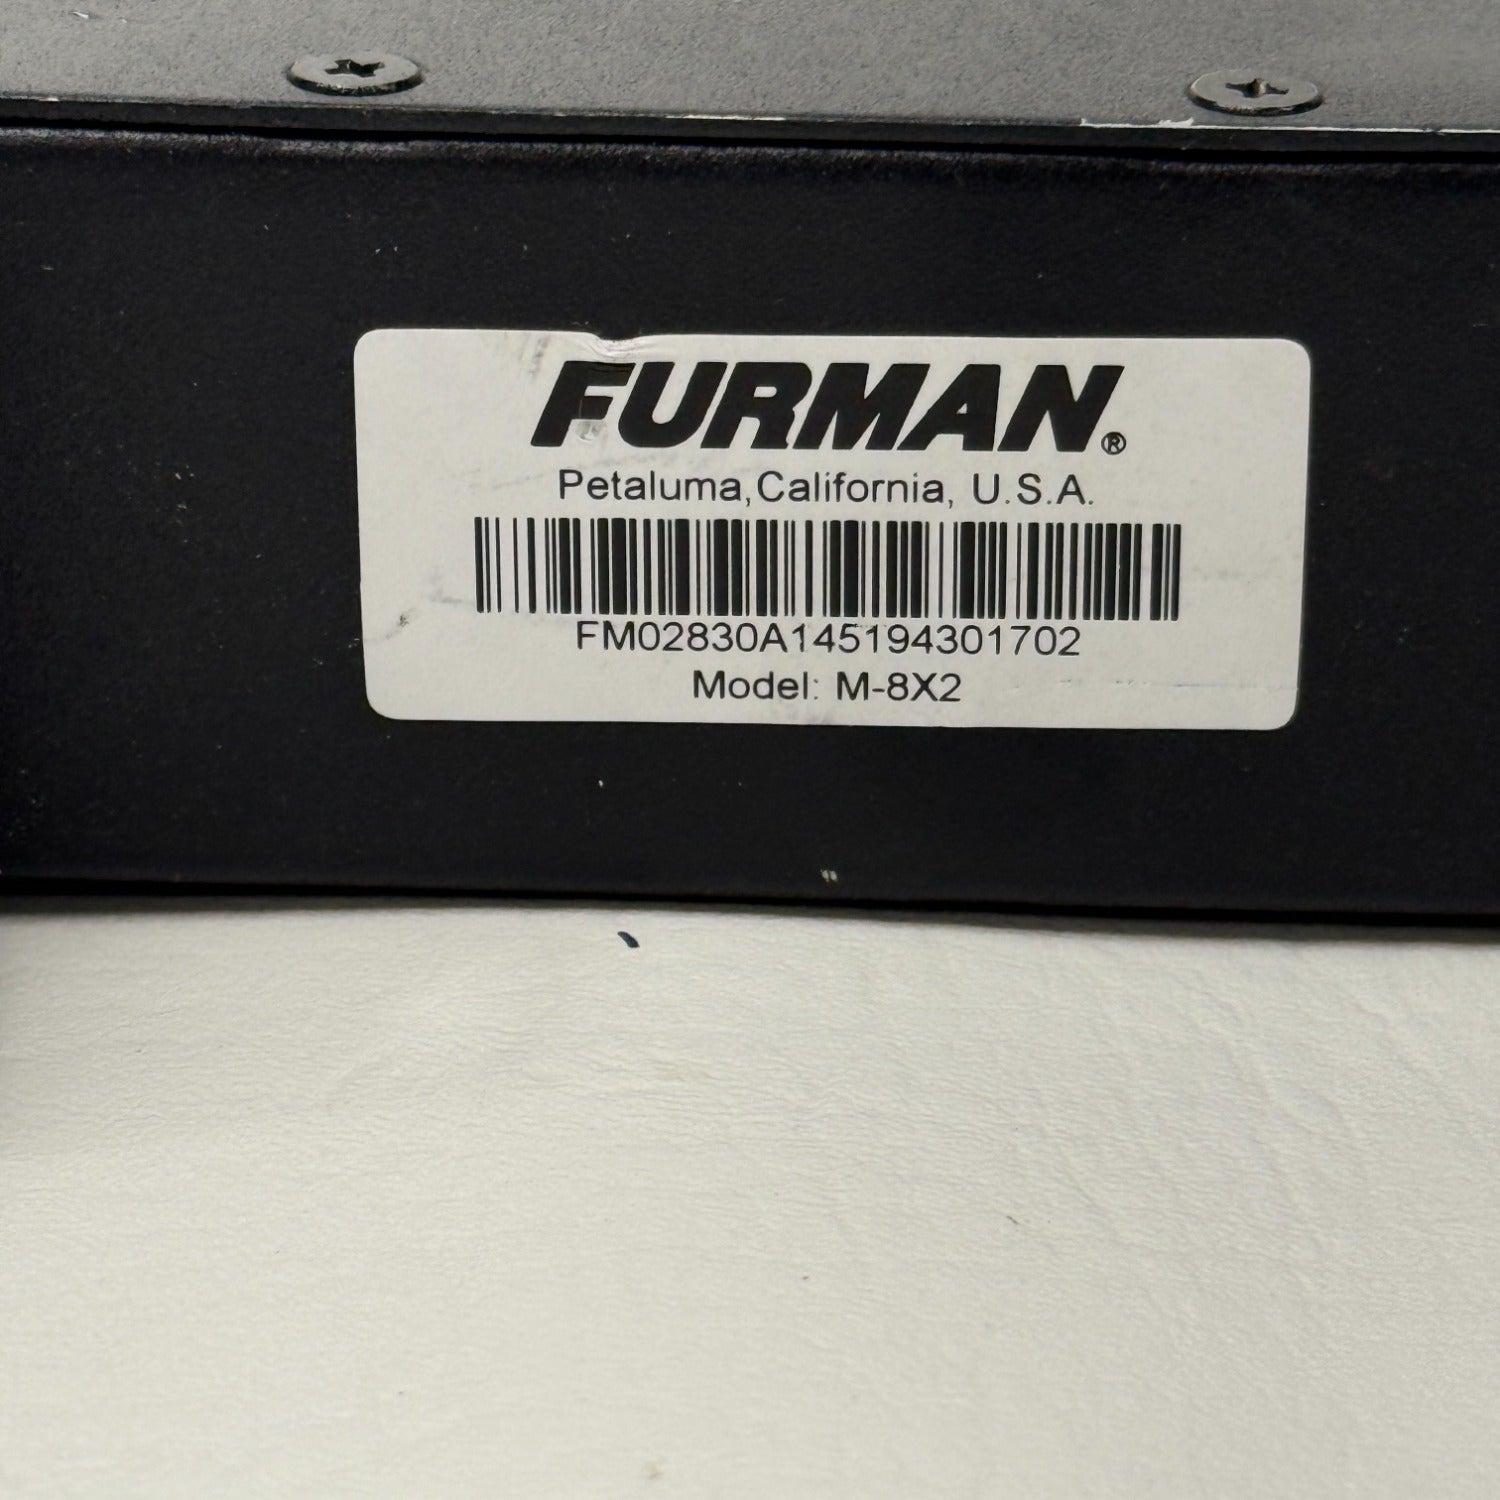 FURMAN®
Petaluma, California, U.S.A.
FM02830A145194301702
Model: M-8X2